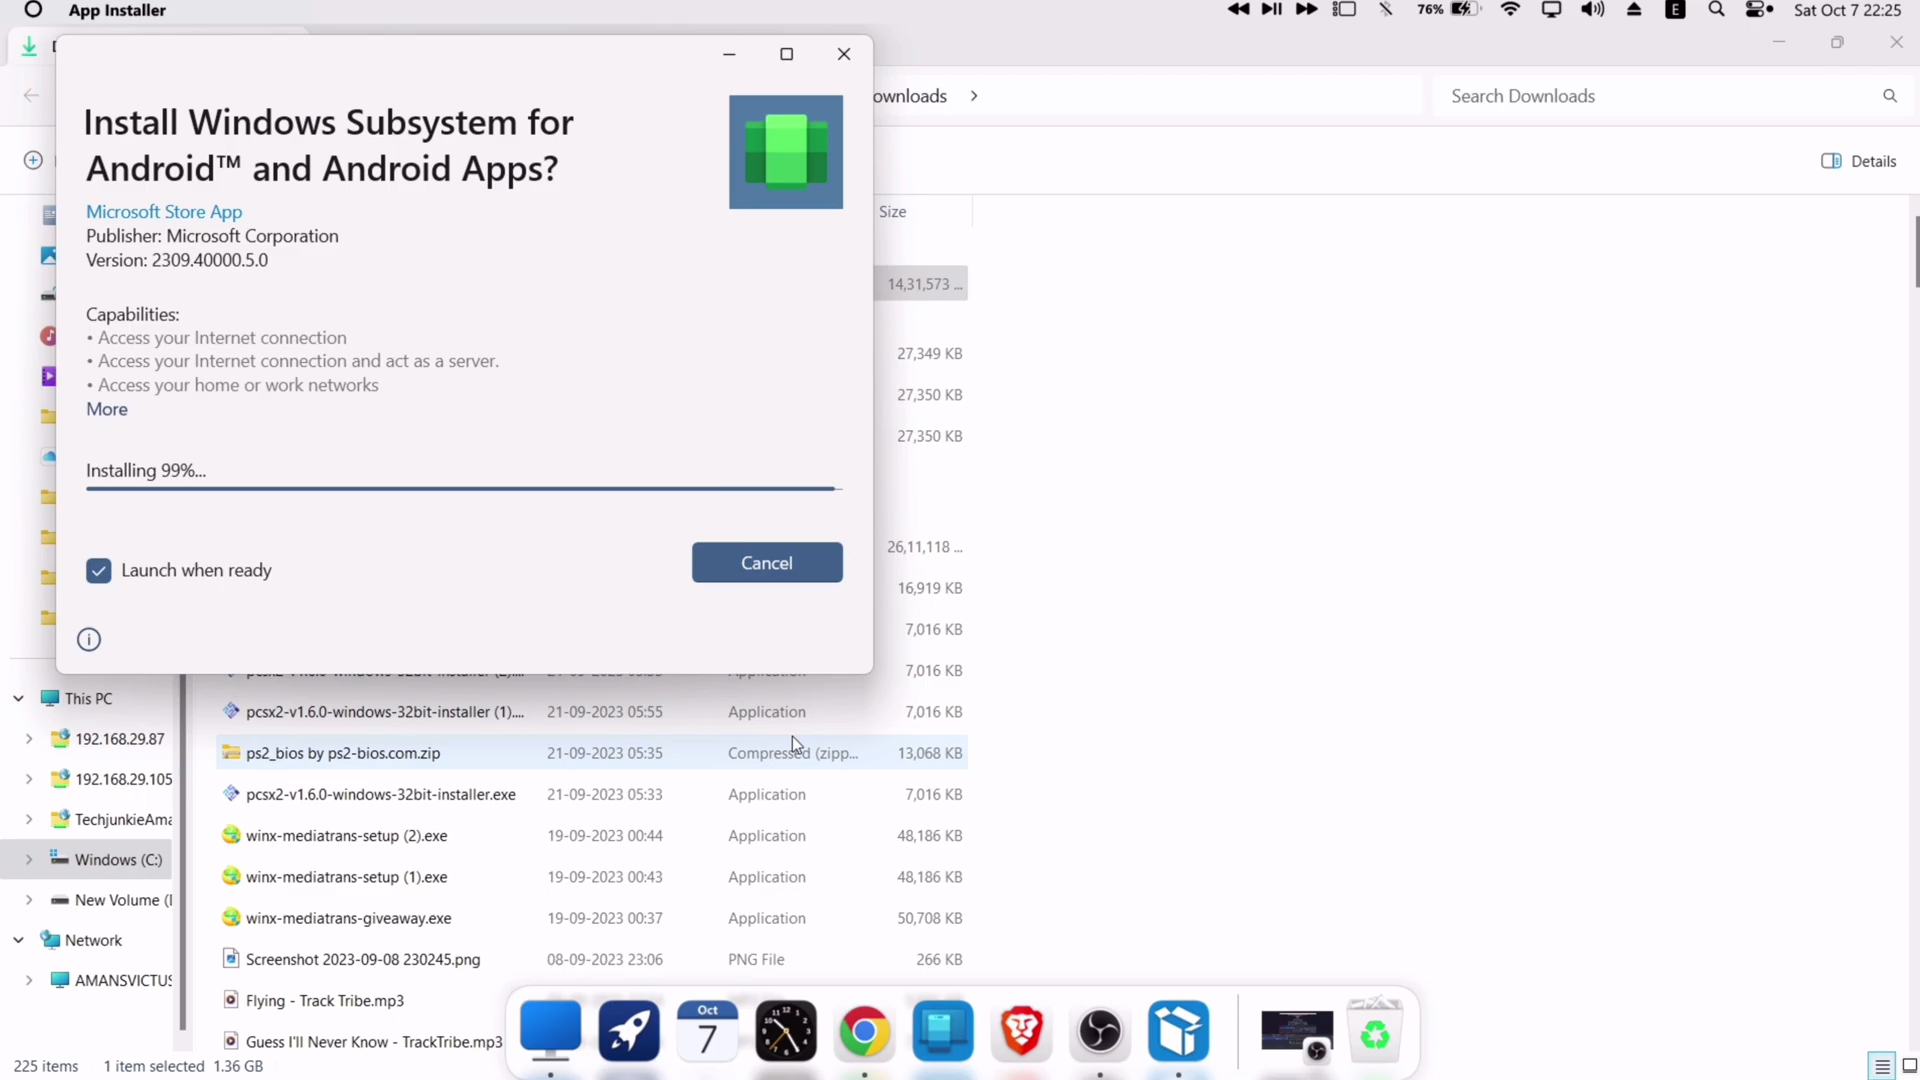 App Installer
76%
E
Sat Oct 7 22:25
ownloads
Search Downloads
Install Windows Subsystem for
Android™ and Android Apps?
Microsoft Store App
Publisher: Microsoft Corporation
Version: 2309.40000.5.0
Capabilities:
• Access your Internet connection
• Access your Internet connection and act as a server.
• Access your home or work networks
More
Installing 99%...
Launch when ready
Cancel
Details
Size
14,31,573 ...
27,349 KB
27,350 KB
27,350 KB
26,11,118 ...
16,919 KB
7,016 KB
7,016 KB
This PC
192.168.29.87
192.168.29.105
TechjunkieAma
Windows (C:)
New Volume (
Network
AMANSVICTUS
pcsx2-v1.6.0-windows-32bit-installer (1).... 21-09-2023 05:55 Application 7,016 KB
ps2_bios by ps2-bios.com.zip 21-09-2023 05:35 Compressed (zipp... 13,068 KB
pcsx2-v1.6.0-windows-32bit-installer.exe 21-09-2023 05:33 Application 7,016 KB
winx-mediatrans-setup (2).exe 19-09-2023 00:44 Application 48,186 KB
winx-mediatrans-setup (1).exe 19-09-2023 00:43 Application 48,186 KB
winx-mediatrans-giveaway.exe 19-09-2023 00:37 Application 50,708 KB
Screenshot 2023-09-08 230245.png 08-09-2023 23:06 PNG File 266 KB
Flying - Track Tribe.mp3
Guess I'll Never Know - TrackTribe.mp3
Oct
7
225 items 1 item selected 1.36 GB